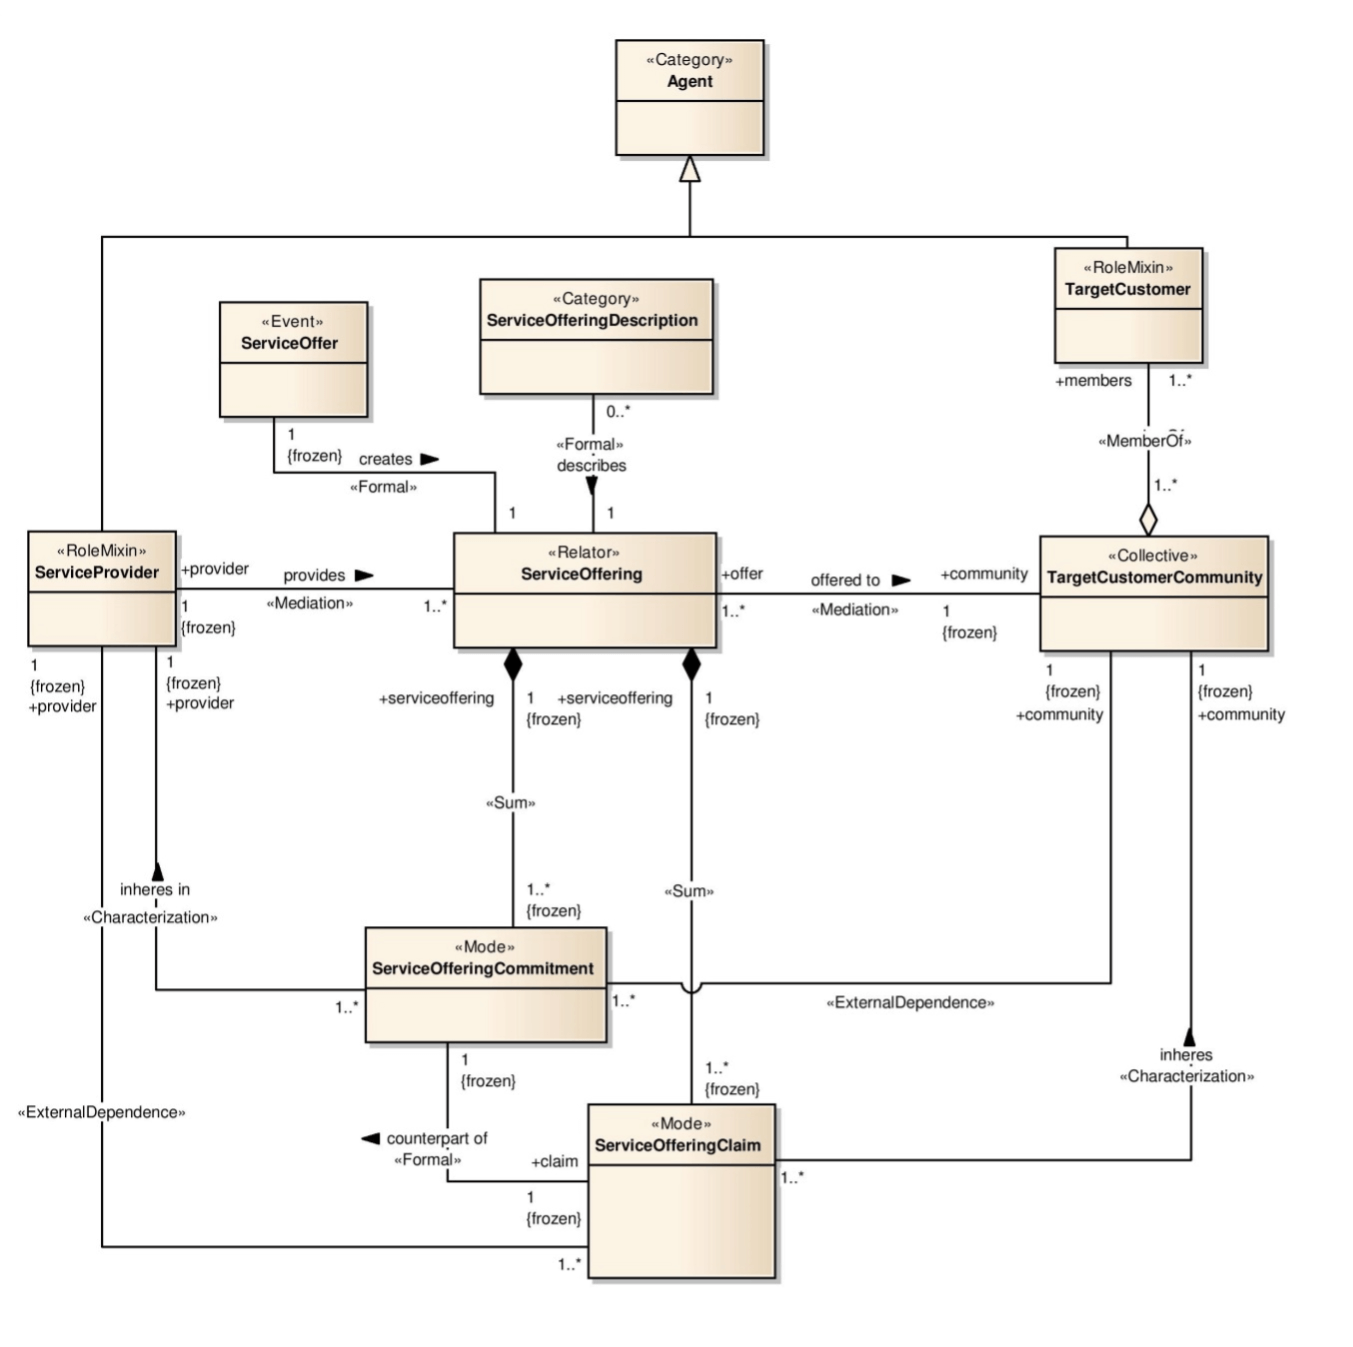 «Category»
Agent
«RoleMixin»
TargetCustomer
«Category»
ServiceOfferingDescription
«Event»
ServiceOffer
+members
1..*
0..*
1
{frozen}
creates
«Formal»
«Formal»
describes
«MemberOf»
1..*
1
1
«RoleMixin»
ServiceProvider
«Relator»
ServiceOffering
«Collective»
TargetCustomerCommunity
+provider
provides
+offer
offered to
+community
1
{frozen}
«Mediation»
1..*
1..*
«Mediation»
1
{frozen}
1
{frozen}
+provider
1
{frozen}
+provider
+serviceoffering
1
{frozen}
+serviceoffering
1
{frozen}
1
{frozen}
+community
1
{frozen}
+community
«Sum»
inheres in
«Characterization»
1..*
{frozen}
«Sum»
«Mode»
ServiceOfferingCommitment
1..*
1..*
«ExternalDependence»
1
{frozen}
1..*
{frozen}
inheres
«Characterization»
«ExternalDependence»
«Mode»
ServiceOfferingClaim
counterpart of
«Formal»
+claim
1
{frozen}
1..*
1..*